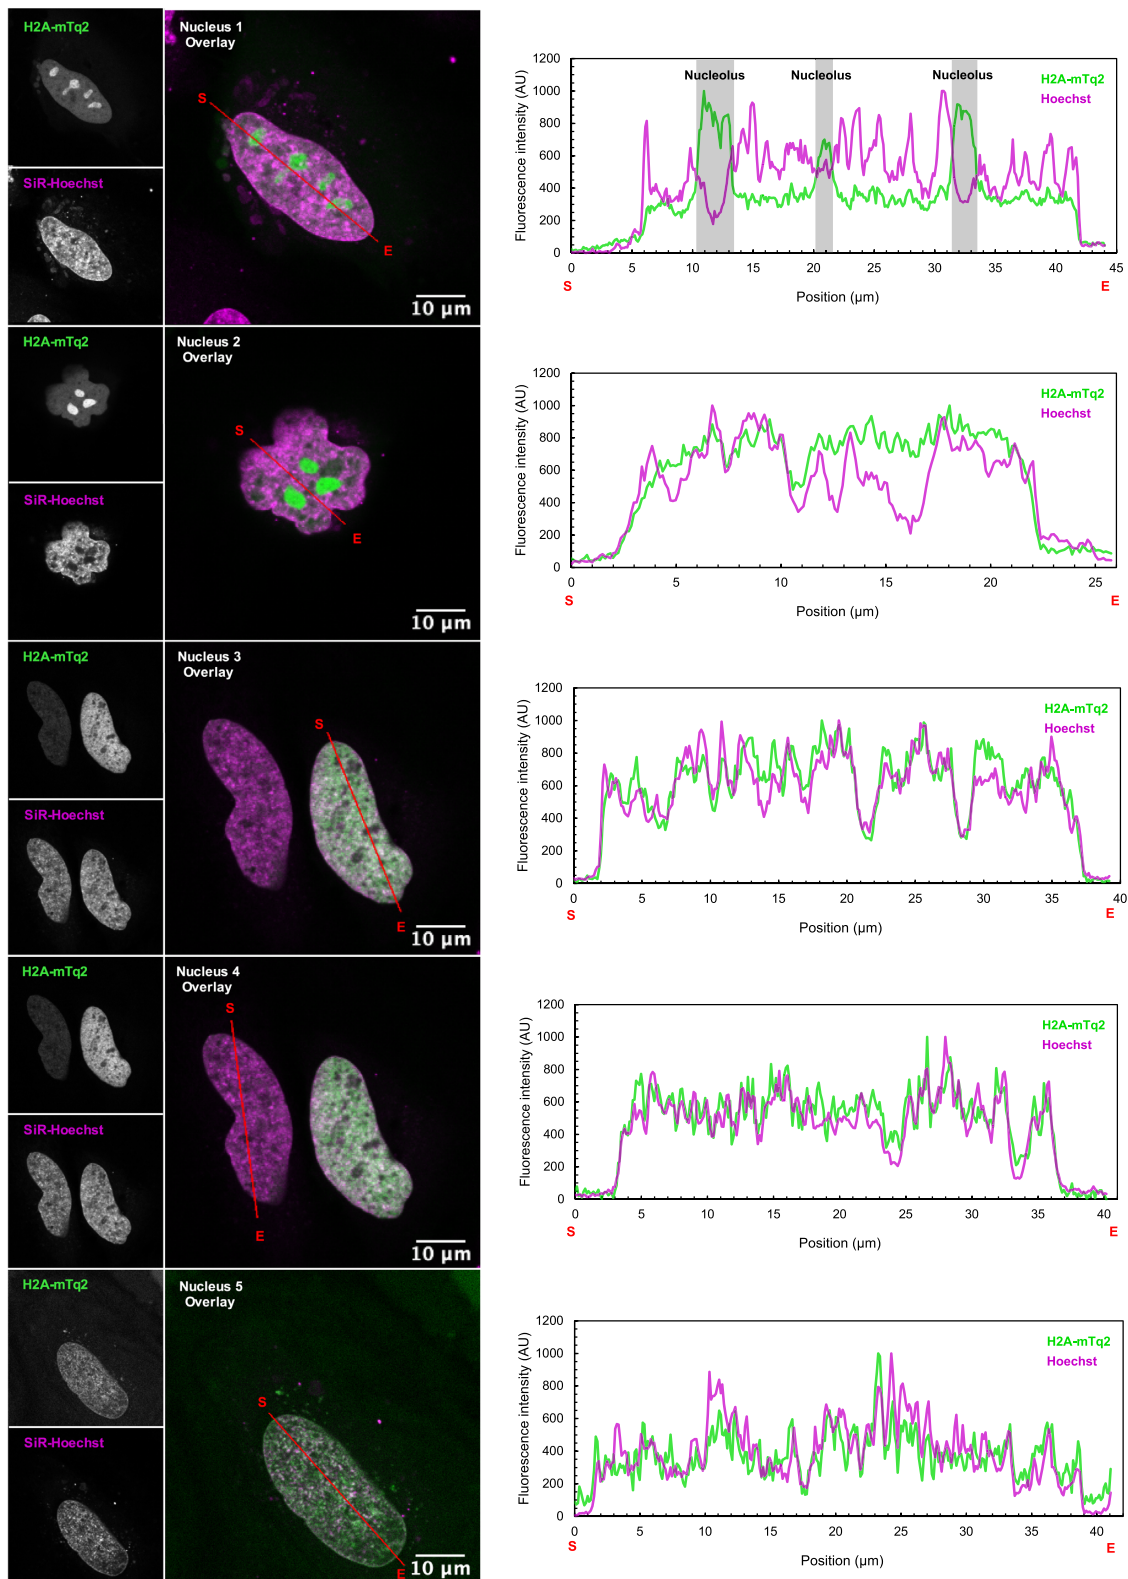 H2A-mTq2
Nucleus 1
Overlay
S
E
10 µm
SiR-Hoechst
1200
1000
800
600
400
200
0
Fluorescence intensity (AU)
Nucleolus
Nucleolus
Nucleolus
H2A-mTq2
Hoechst
0 5 10 15 20 25 30 35 40 45
S
E
Position (µm)
H2A-mTq2
Nucleus 2
Overlay
S
E
10 µm
SiR-Hoechst
1200
1000
800
600
400
200
0
Fluorescence intensity (AU)
H2A-mTq2
Hoechst
0 5 10 15 20 25
S
E
Position (µm)
H2A-mTq2
Nucleus 3
Overlay
S
E
10 µm
SiR-Hoechst
1200
1000
800
600
400
200
0
Fluorescence intensity (AU)
H2A-mTq2
Hoechst
0 5 10 15 20 25 30 35 40
S
E
Position (µm)
H2A-mTq2
Nucleus 4
Overlay
S
E
10 µm
SiR-Hoechst
1200
1000
800
600
400
200
0
Fluorescence intensity (AU)
H2A-mTq2
Hoechst
0 5 10 15 20 25 30 35 40
S
E
Position (µm)
H2A-mTq2
Nucleus 5
Overlay
S
E
10 µm
SiR-Hoechst
1200
1000
800
600
400
200
0
Fluorescence intensity (AU)
H2A-mTq2
Hoechst
0 5 10 15 20 25 30 35 40
S
E
Position (µm)